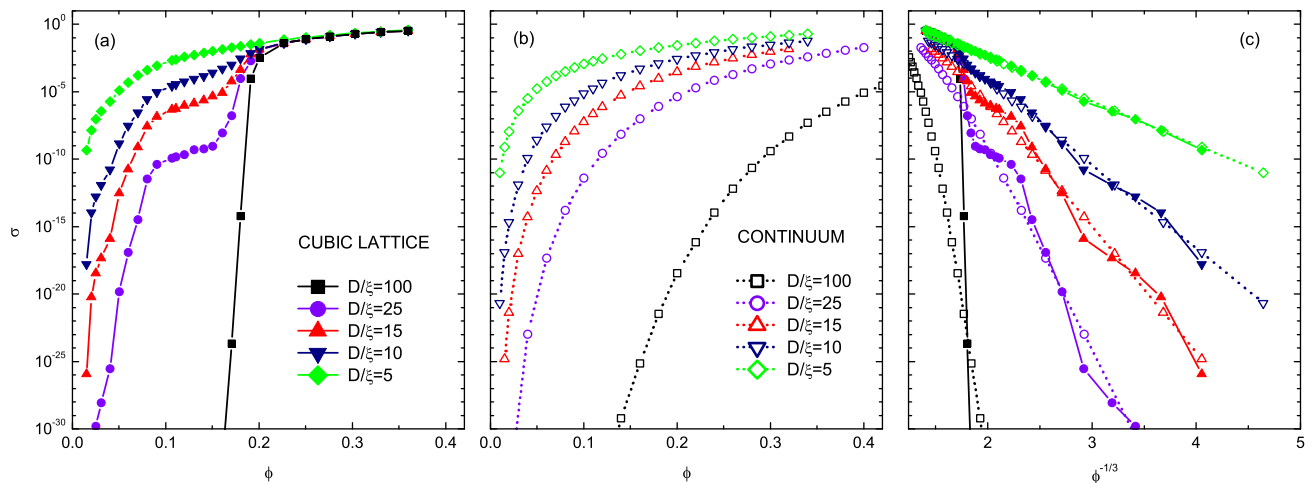 (a)
CUBIC LATTICE
D/ξ=100
D/ξ=25
D/ξ=15
D/ξ=10
D/ξ=5
σ
10^0
10^-5
10^-10
10^-15
10^-20
10^-25
10^-30
0.0 0.1 0.2 0.3 0.4
ϕ
(b)
CONTINUUM
D/ξ=100
D/ξ=25
D/ξ=15
D/ξ=10
D/ξ=5
0.0 0.1 0.2 0.3 0.4
ϕ
(c)
2 3 4 5
ϕ^-1/3